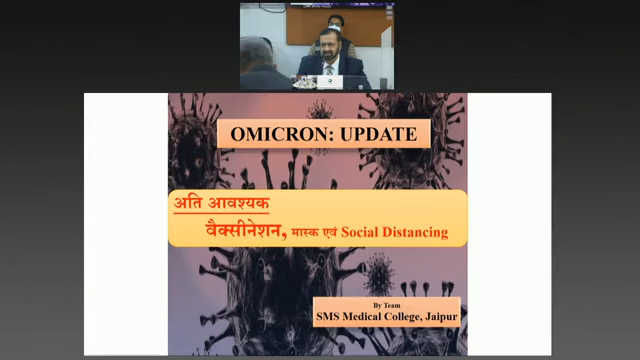 OMICRON: UPDATE
अति आवश्यक
वैक्सीनेशन, मास्क एवं Social Distancing
By Team
SMS Medical College, Jaipur